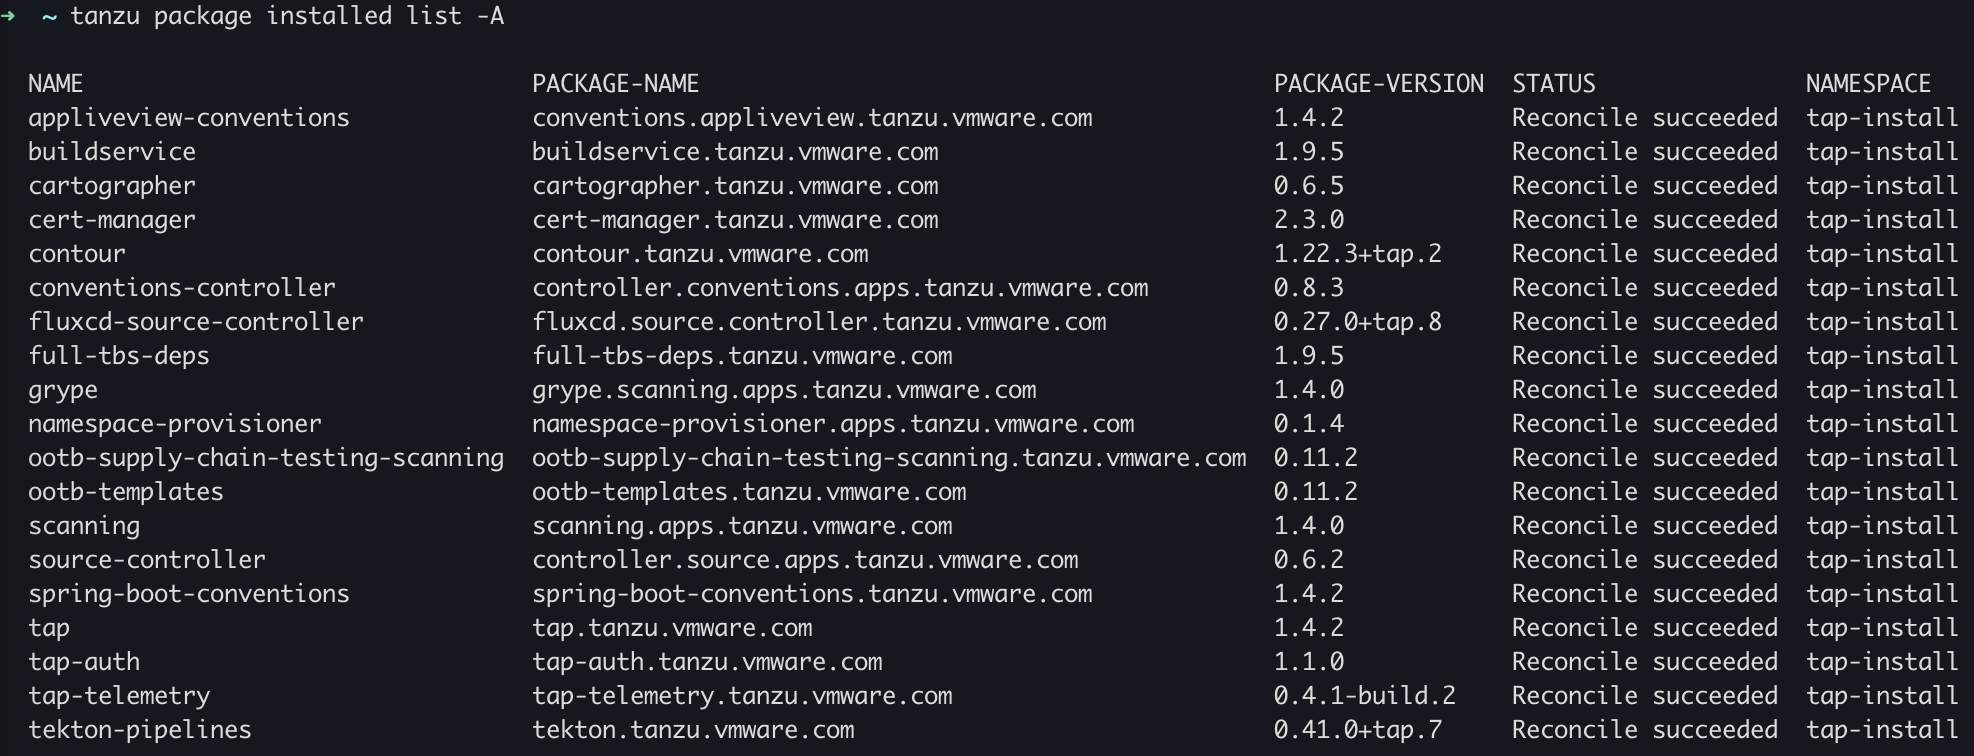 ➜  ~ tanzu package installed list -A
NAME PACKAGE-NAME PACKAGE-VERSION STATUS NAMESPACE
appliveview-conventions conventions.appliveview.tanzu.vmware.com 1.4.2 Reconcile succeeded tap-install
buildservice buildservice.tanzu.vmware.com 1.9.5 Reconcile succeeded tap-install
cartographer cartographer.tanzu.vmware.com 0.6.5 Reconcile succeeded tap-install
cert-manager cert-manager.tanzu.vmware.com 2.3.0 Reconcile succeeded tap-install
contour contour.tanzu.vmware.com 1.22.3+tap.2 Reconcile succeeded tap-install
conventions-controller controller.conventions.apps.tanzu.vmware.com 0.8.3 Reconcile succeeded tap-install
fluxcd-source-controller fluxcd.source.controller.tanzu.vmware.com 0.27.0+tap.8 Reconcile succeeded tap-install
full-tbs-deps full-tbs-deps.tanzu.vmware.com 1.9.5 Reconcile succeeded tap-install
grype grype.scanning.apps.tanzu.vmware.com 1.4.0 Reconcile succeeded tap-install
namespace-provisioner namespace-provisioner.apps.tanzu.vmware.com 0.1.4 Reconcile succeeded tap-install
ootb-supply-chain-testing-scanning ootb-supply-chain-testing-scanning.tanzu.vmware.com 0.11.2 Reconcile succeeded tap-install
ootb-templates ootb-templates.tanzu.vmware.com 0.11.2 Reconcile succeeded tap-install
scanning scanning.apps.tanzu.vmware.com 1.4.0 Reconcile succeeded tap-install
source-controller controller.source.apps.tanzu.vmware.com 0.6.2 Reconcile succeeded tap-install
spring-boot-conventions spring-boot-conventions.tanzu.vmware.com 1.4.2 Reconcile succeeded tap-install
tap tap.tanzu.vmware.com 1.4.2 Reconcile succeeded tap-install
tap-auth tap-auth.tanzu.vmware.com 1.1.0 Reconcile succeeded tap-install
tap-telemetry tap-telemetry.tanzu.vmware.com 0.4.1-build.2 Reconcile succeeded tap-install
tekton-pipelines tekton.tanzu.vmware.com 0.41.0+tap.7 Reconcile succeeded tap-install